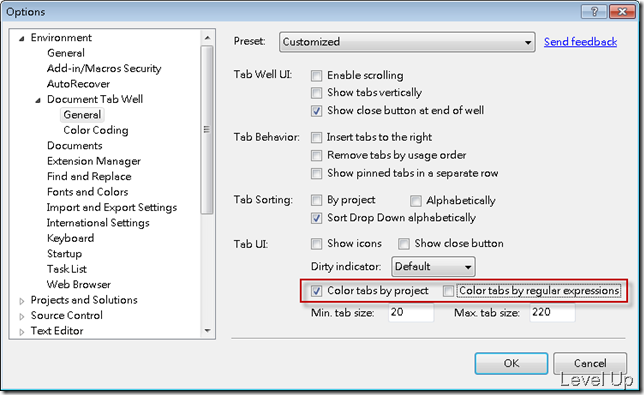 Options
Environment
General
Add-in/Macros Security
AutoRecover
Document Tab Well
General
Color Coding
Documents
Extension Manager
Find and Replace
Fonts and Colors
Import and Export Settings
International Settings
Keyboard
Startup
Task List
Web Browser
Projects and Solutions
Source Control
Text Editor
Preset: Customized Send feedback
Tab Well UI: Enable scrolling
Show tabs vertically
Show close button at end of well
Tab Behavior: Insert tabs to the right
Remove tabs by usage order
Show pinned tabs in a separate row
Tab Sorting: By project Alphabetically
Sort Drop Down alphabetically
Tab UI: Show icons Show close button
Dirty indicator: Default
Color tabs by project Color tabs by regular expressions
Min. tab size: 20 Max. tab size: 220
OK Cancel
Level Up